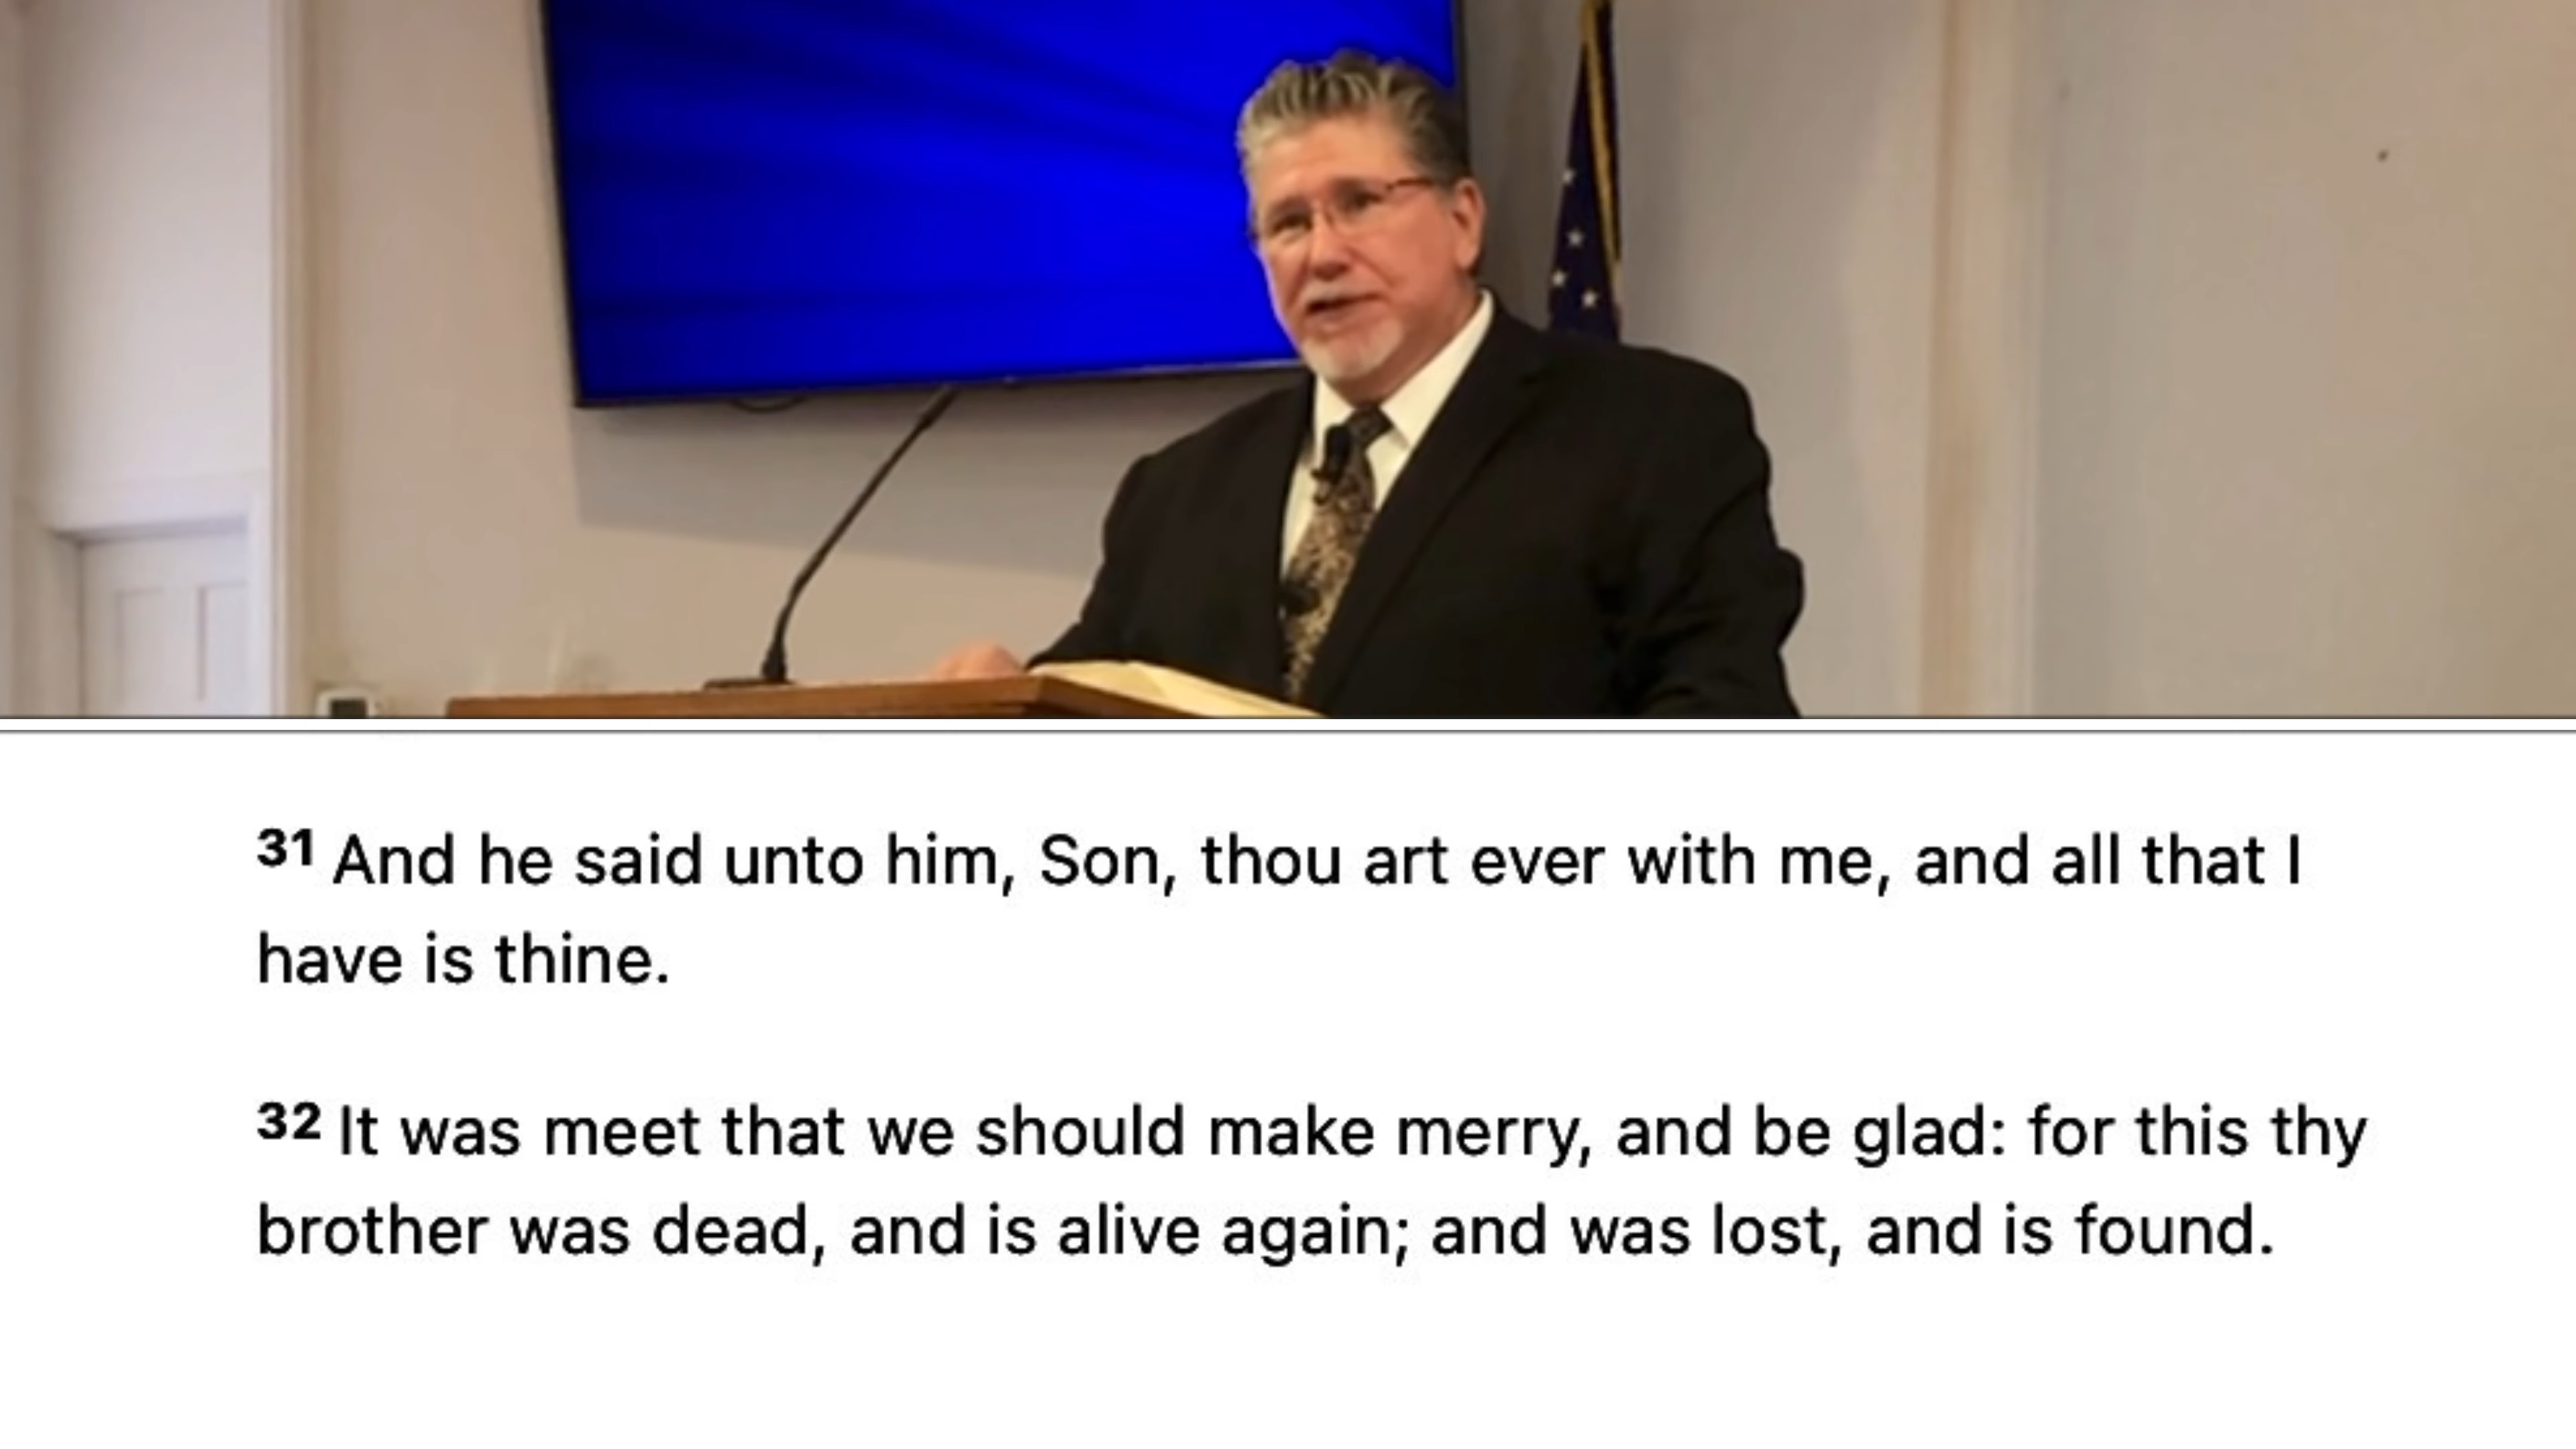 31 And he said unto him, Son, thou art ever with me, and all that I
have is thine.
32 It was meet that we should make merry, and be glad: for this thy
brother was dead, and is alive again; and was lost, and is found.